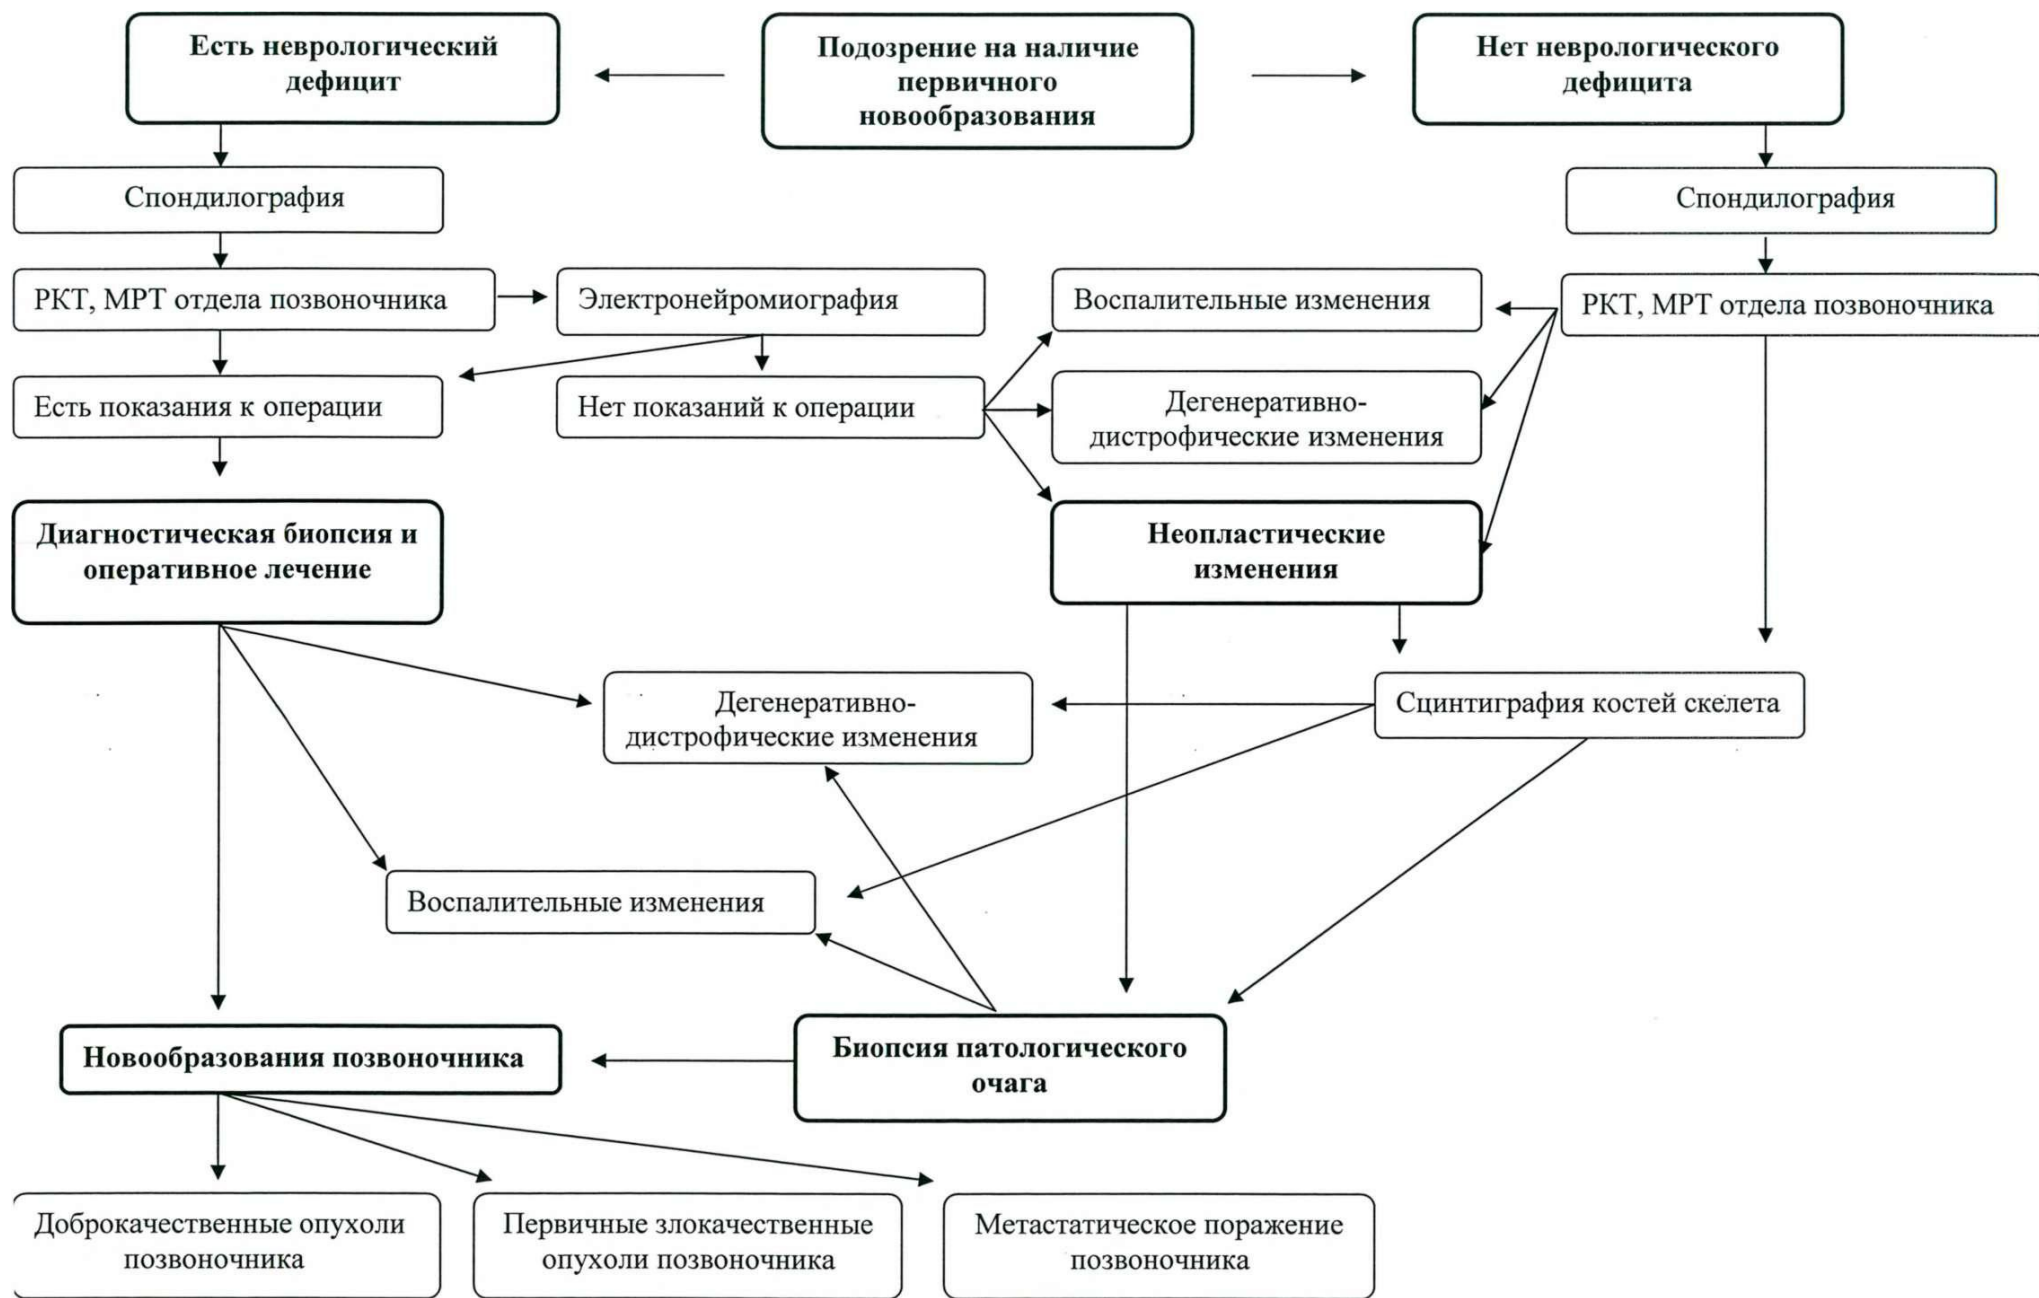 Есть неврологический
дефицит
Подозрение на наличие
первичного
новообразования
Нет неврологического
дефицита
Спондилография
Спондилография
РКТ, МРТ отдела позвоночника
Электронейромиография
Воспалительные изменения
РКТ, МРТ отдела позвоночника
Есть показания к операции
Нет показаний к операции
Дегенеративно-
дистрофические изменения
Диагностическая биопсия и
оперативное лечение
Неопластические
изменения
Дегенеративно-
дистрофические изменения
Сцинтиграфия костей скелета
Воспалительные изменения
Новообразования позвоночника
Биопсия патологического
очага
Доброкачественные опухоли
позвоночника
Первичные злокачественные
опухоли позвоночника
Метастатическое поражение
позвоночника